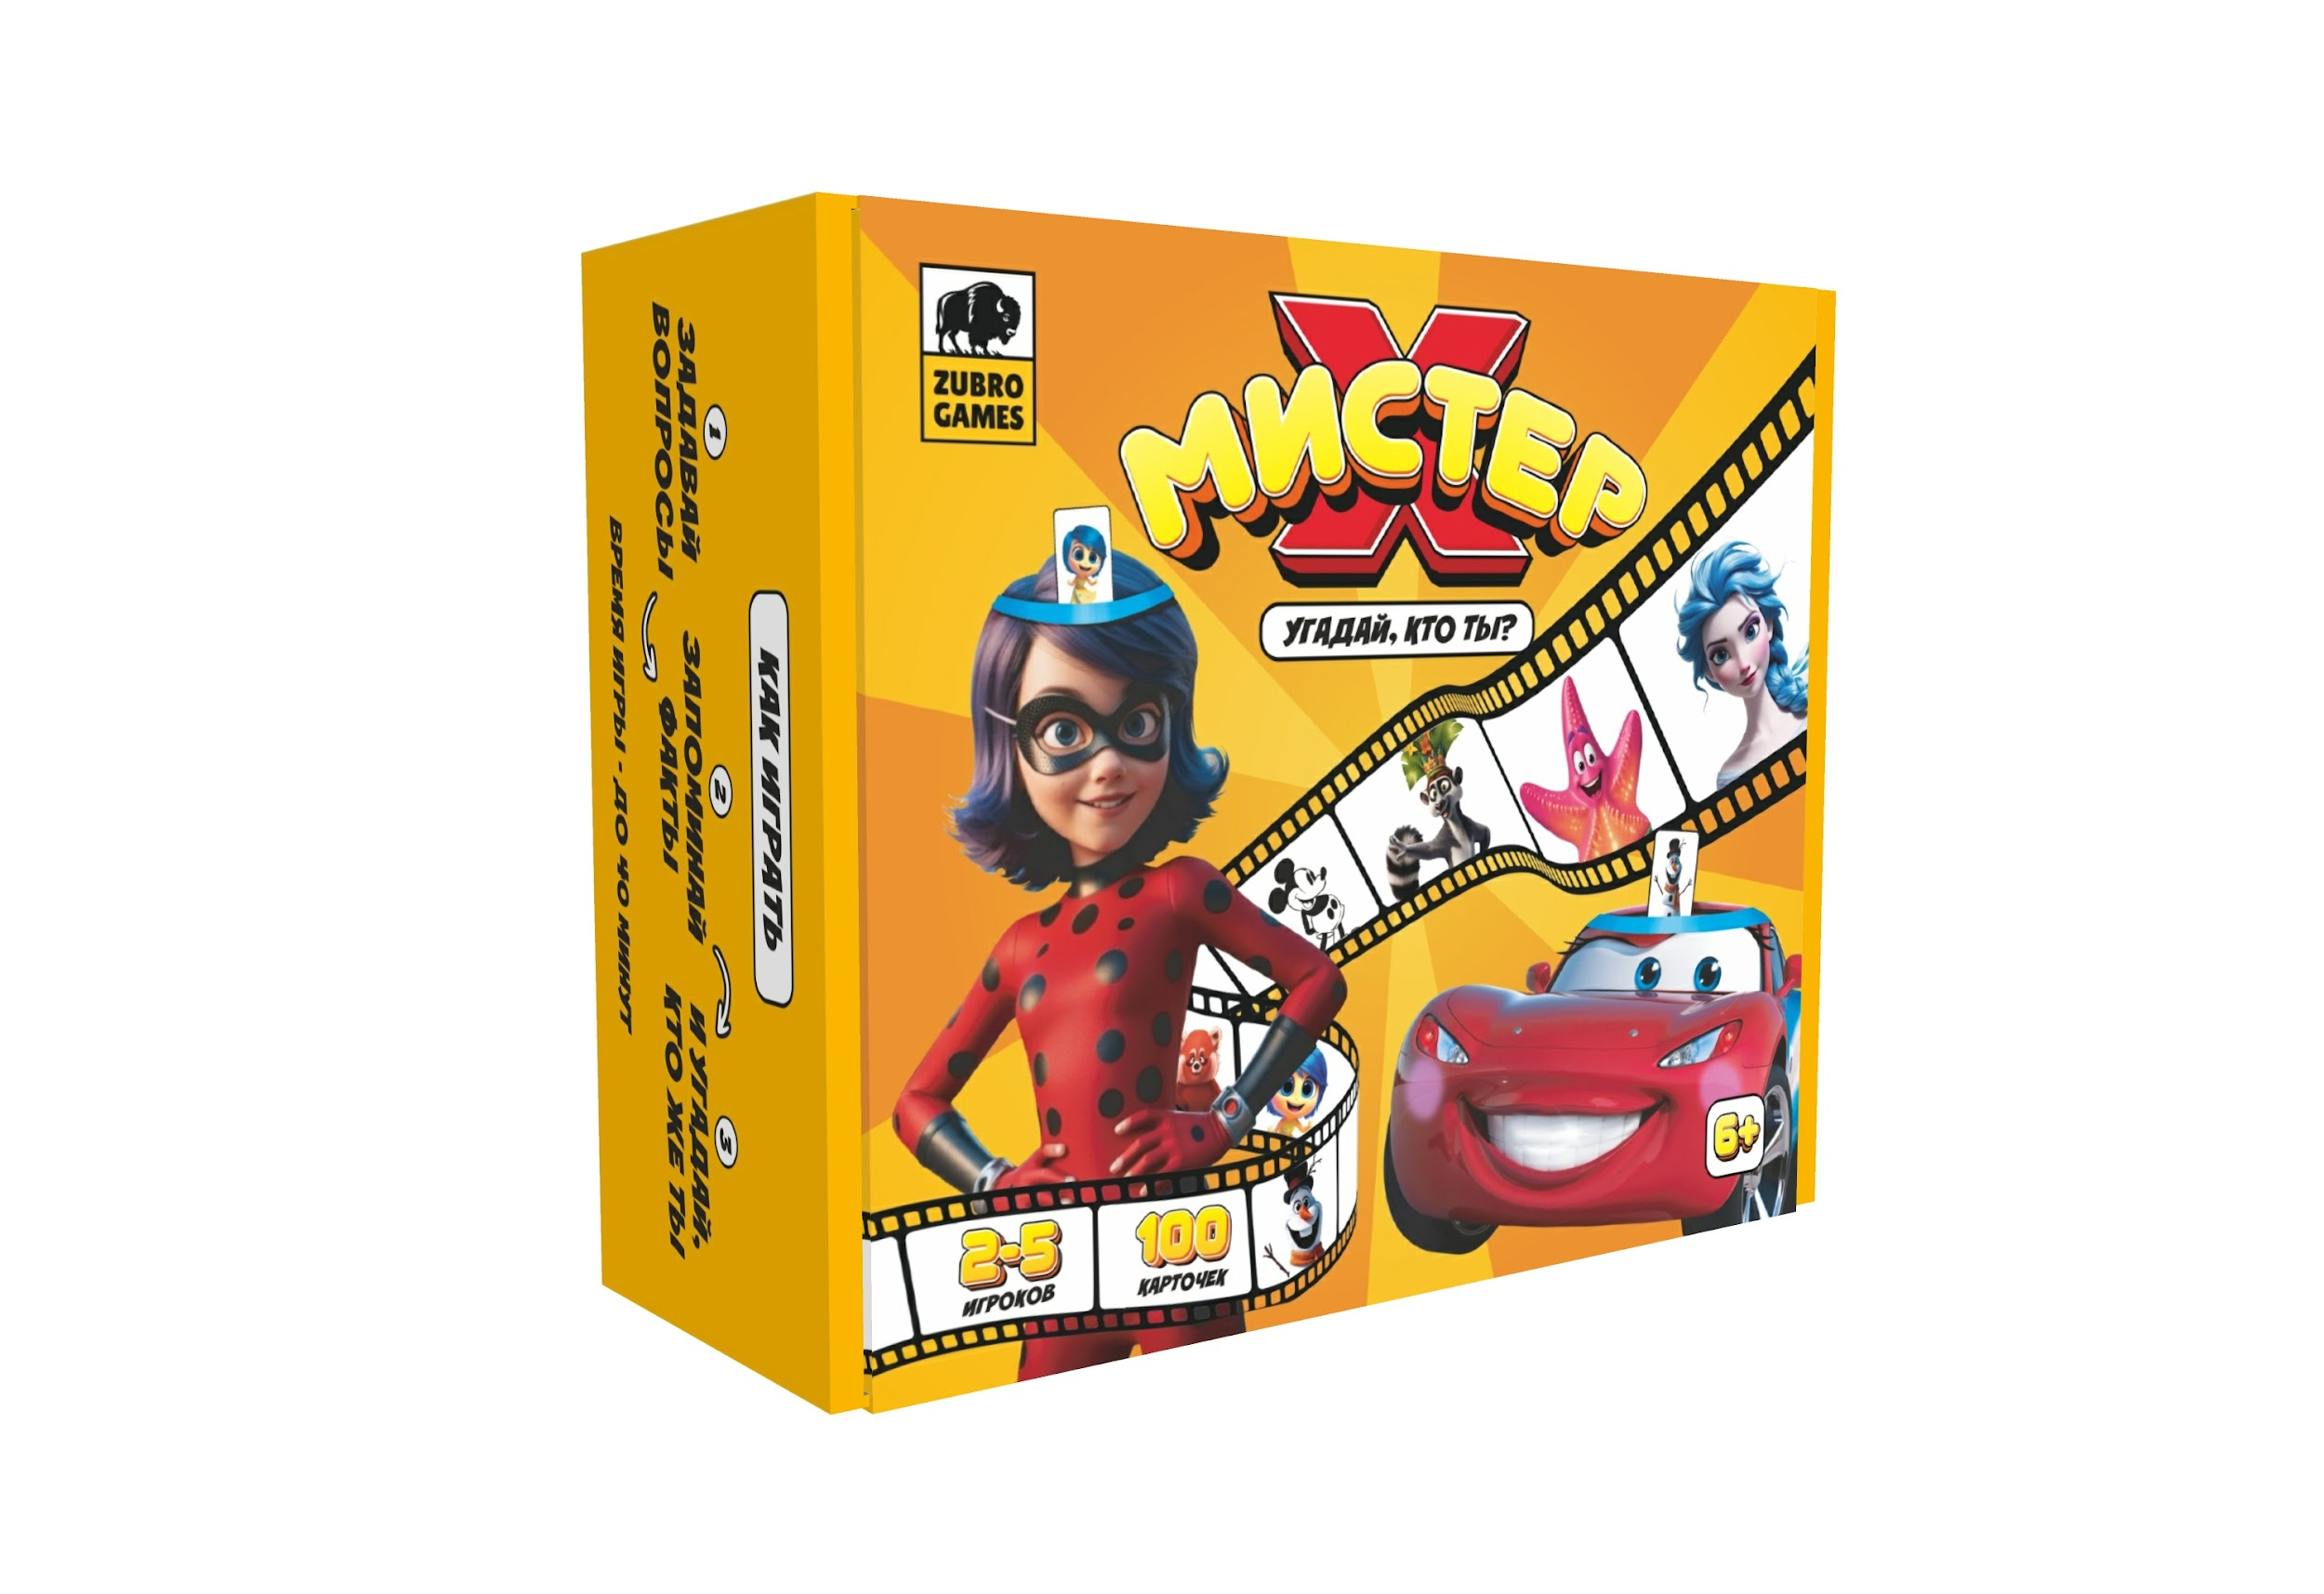 КАК ИГРАТЬ
1
ЗАДАВАЙ
ВОПРОСЫ
2
ЗАПОМИНАЙ
ФАКТЫ
3
И УГАДАЙ,
КТО ЖЕ ТЫ
ВРЕМЯ ИГРЫ - ДО 40 МИНУТ
ZUBRO
GAMES
X
МИСТЕР
УГАДАЙ, КТО ТЫ?
6+
2-5
ИГРОКОВ
100
КАРТОЧЕК